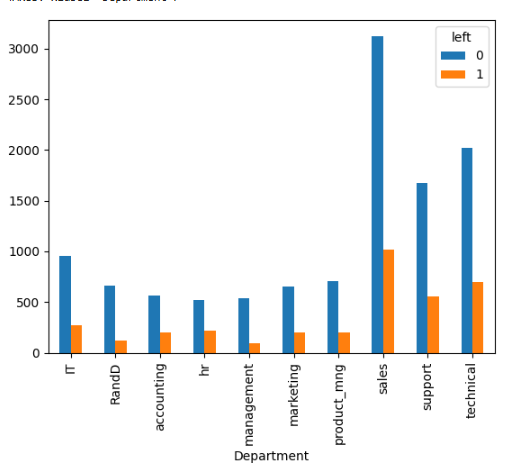 left
0
1
3000
2500
2000
1500
1000
500
0
IT
RandD
accounting
hr
management
marketing
product_mng
sales
support
technical
Department